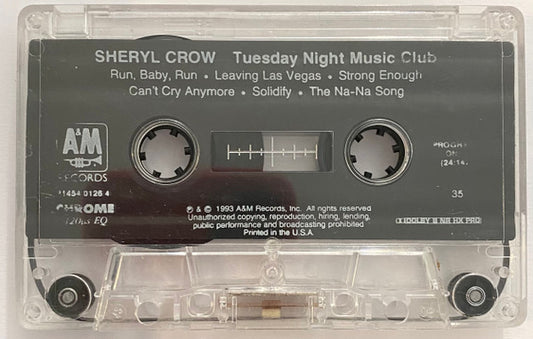 SHERYL CROW Tuesday Night Music Club
Run, Baby, Run • Leaving Las Vegas • Strong Enough
Can't Cry Anymore • Solidify • The Na-Na Song
A&M
RECORDS
31454 0126 4
CHROME
120µs EQ
PROGR
ON
(24:14
35
℗ & © 1993 A&M Records, Inc. All rights reserved
Unauthorized copying, reproduction, hiring, lending,
public performance and broadcasting prohibited
Printed in the U.S.A.
DOLBY B NR HX PRO